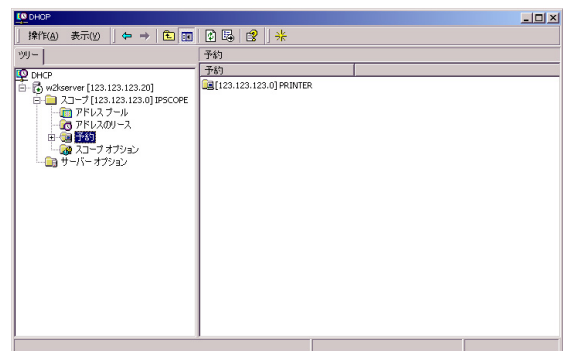 DHCP
操作(A) 表示(V)
ツリー
予約
DHCP
w2kserver [123.123.123.20]
スコープ [123.123.123.0] IPSCOPE
アドレス プール
アドレスのリース
予約
スコープ オプション
サーバー オプション
予約
[123.123.123.0] PRINTER